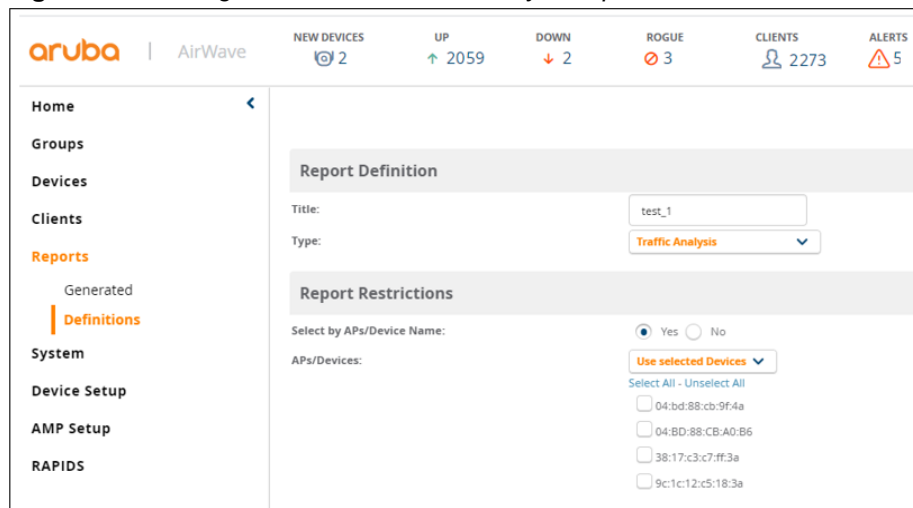 aruba | AirWave
NEW DEVICES UP DOWN ROGUE CLIENTS ALERTS
2 2059 2 3 2273 5
Home
Groups
Devices
Clients
Reports
Generated
Definitions
System
Device Setup
AMP Setup
RAPIDS
Report Definition
Title: test_1
Type: Traffic Analysis
Report Restrictions
Select by APs/Device Name: Yes No
APs/Devices: Use selected Devices
Select All - Unselect All
04:bd:88:cb:9f:4a
04:BD:88:CB:A0:B6
38:17:c3:c7:ff:3a
9c:1c:12:c5:18:3a